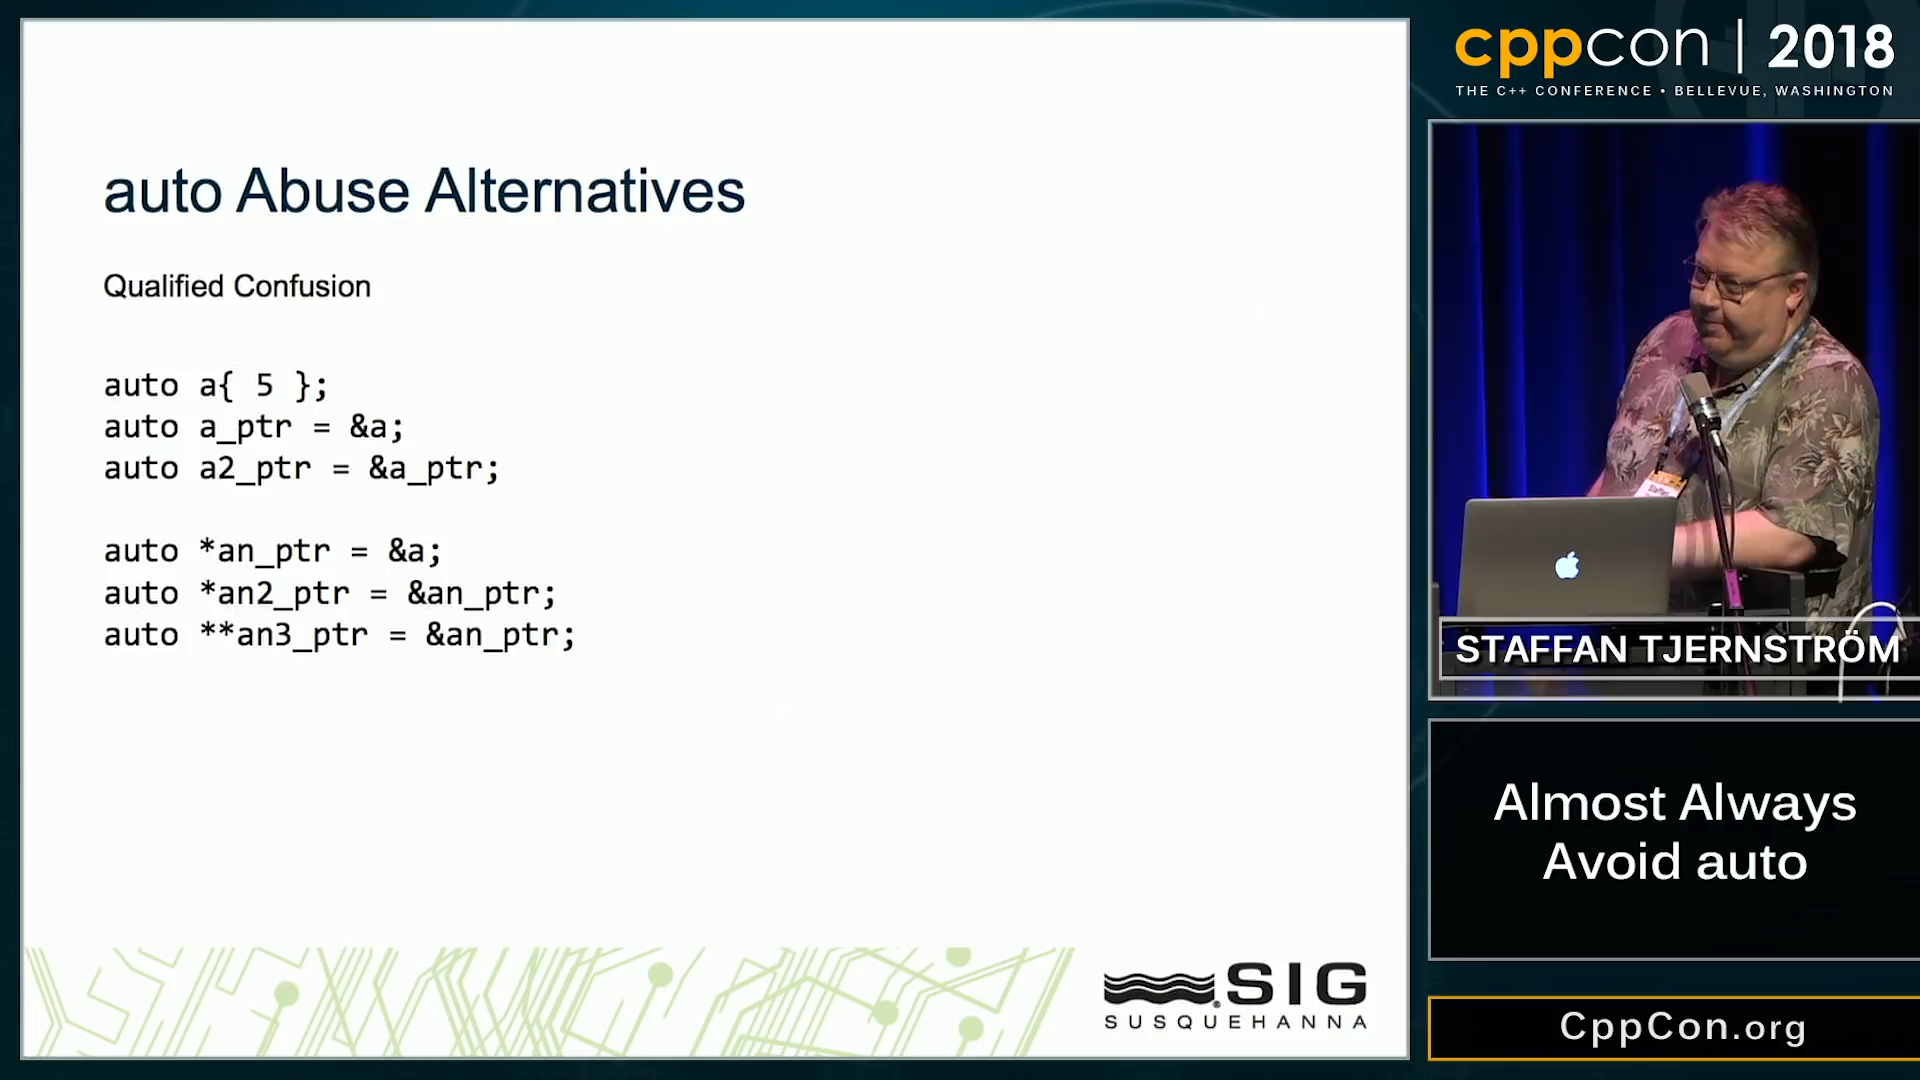 auto Abuse Alternatives
Qualified Confusion
auto a{ 5 };
auto a_ptr = &a;
auto a2_ptr = &a_ptr;
auto *an_ptr = &a;
auto *an2_ptr = &an_ptr;
auto **an3_ptr = &an_ptr;
SIG
SUSQUEHANNA
cppcon | 2018
THE C++ CONFERENCE • BELLEVUE, WASHINGTON
STAFFAN TJERNSTRÖM
Almost Always
Avoid auto
CppCon.org